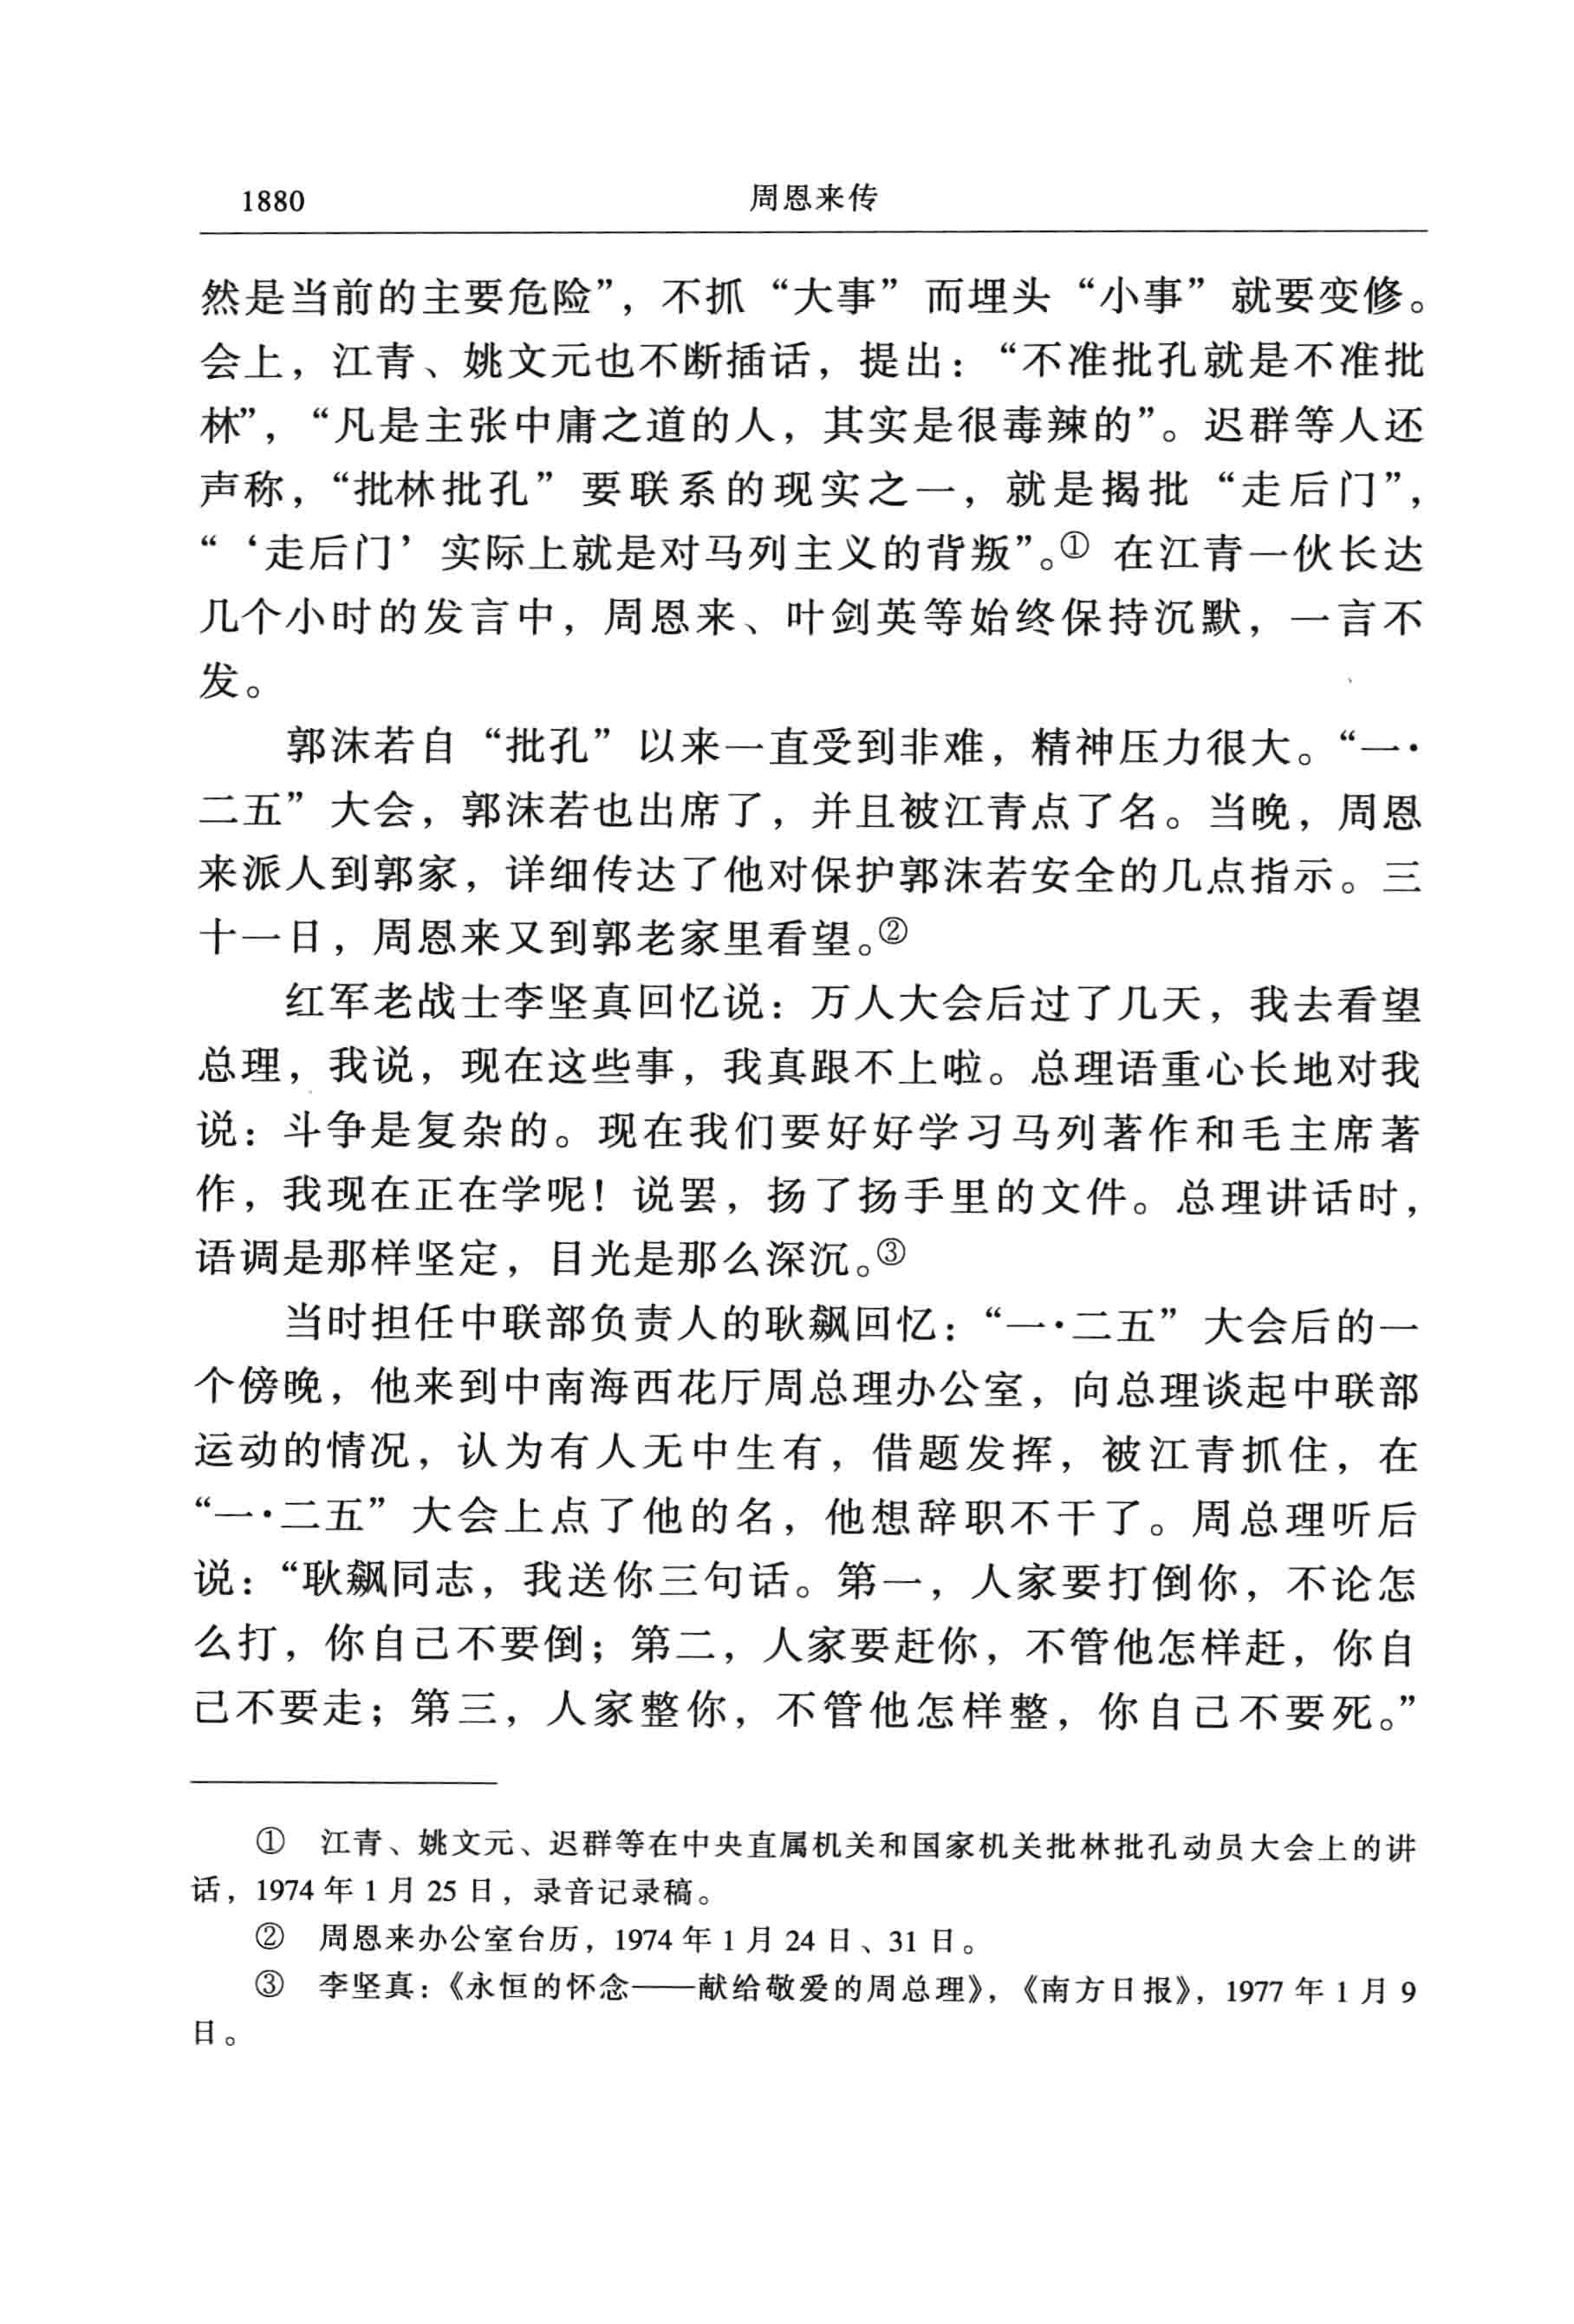 1880
周恩来传
然是当前的主要危险”，不抓“大事”而埋头“小事”就要变修。
会上，江青、姚文元也不断插话，提出：“不准批孔就是不准批
林”，“凡是主张中庸之道的人，其实是很毒辣的”。迟群等人还
声称，“批林批孔”要联系的现实之一，就是揭批“走后门”，
“‘走后门’实际上就是对马列主义的背叛”。① 在江青一伙长达
几个小时的发言中，周恩来、叶剑英等始终保持沉默，一言不
发。
郭沫若自“批孔”以来一直受到非难，精神压力很大。“一·
二五”大会，郭沫若也出席了，并且被江青点了名。当晚，周恩
来派人到郭家，详细传达了他对保护郭沫若安全的几点指示。三
十一日，周恩来又到郭老家里看望。②
红军老战士李坚真回忆说：万人大会后过了几天，我去看望
总理，我说，现在这些事，我真跟不上啦。总理语重心长地对我
说：斗争是复杂的。现在我们要好好学习马列著作和毛主席著
作，我现在正在学呢！说罢，扬了扬手里的文件。总理讲话时，
语调是那样坚定，目光是那么深沉。③
当时担任中联部负责人的耿飙回忆：“一·二五”大会后的一
个傍晚，他来到中南海西花厅周总理办公室，向总理谈起中联部
运动的情况，认为有人无中生有，借题发挥，被江青抓住，在
“一·二五”大会上点了他的名，他想辞职不干了。周总理听后
说：“耿飙同志，我送你三句话。第一，人家要打倒你，不论怎
么打，你自己不要倒；第二，人家要赶你，不管他怎样赶，你自
己不要走；第三，人家整你，不管他怎样整，你自己不要死。”
① 江青、姚文元、迟群等在中央直属机关和国家机关批林批孔动员大会上的讲
话，1974 年 1 月 25 日，录音记录稿。
② 周恩来办公室台历，1974 年 1 月 24 日、31 日。
③ 李坚真：《永恒的怀念——献给敬爱的周总理》，《南方日报》，1977 年 1 月 9
日。